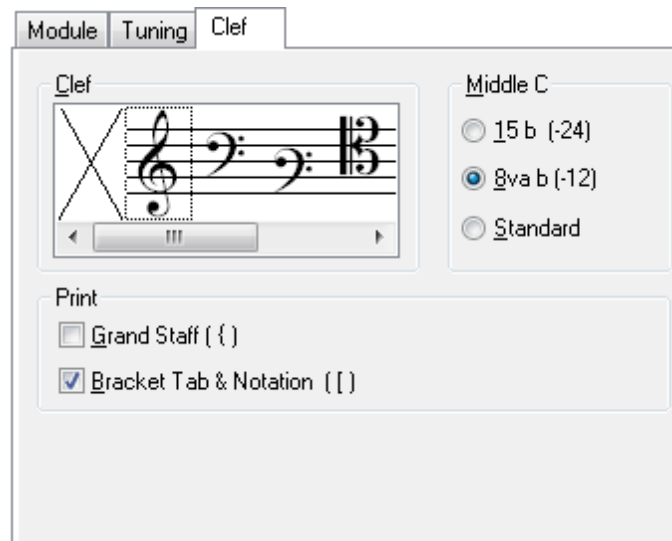 Module Tuning Clef
Clef
Middle C
15 b (-24)
8va b (-12)
Standard
Print
Grand Staff ( { )
Bracket Tab & Notation ( [ )